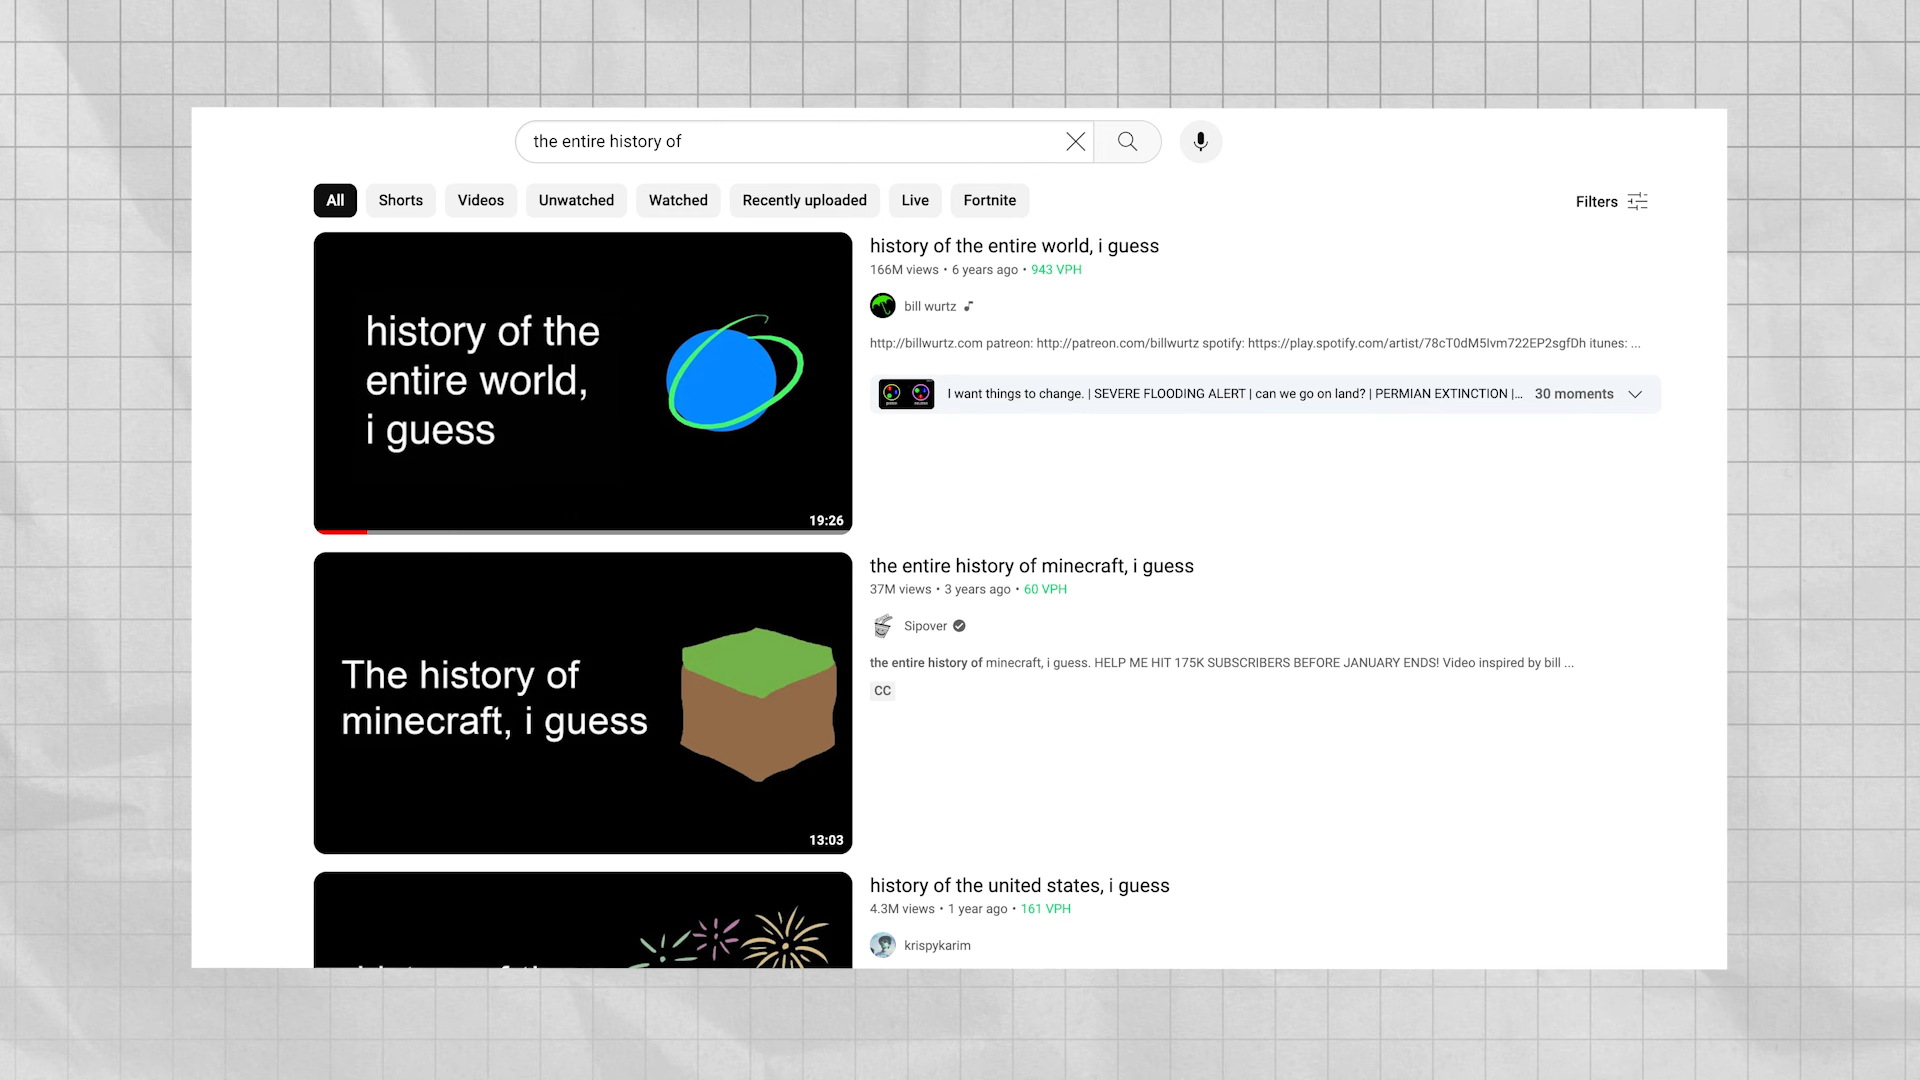 the entire history of
All
Shorts
Videos
Unwatched
Watched
Recently uploaded
Live
Fortnite
Filters
history of the
entire world,
i guess
19:26
history of the entire world, i guess
166M views • 6 years ago • 943 VPH
bill wurtz
http://billwurtz.com patreon: http://patreon.com/billwurtz spotify: https://play.spotify.com/artist/78cT0dM5Ivm722EP2sgfDh itunes: ...
I want things to change. | SEVERE FLOODING ALERT | can we go on land? | PERMIAN EXTINCTION |... 30 moments
The history of
minecraft, i guess
13:03
the entire history of minecraft, i guess
37M views • 3 years ago • 60 VPH
Sipover
the entire history of minecraft, i guess. HELP ME HIT 175K SUBSCRIBERS BEFORE JANUARY ENDS! Video inspired by bill ...
CC
history of the united states, i guess
4.3M views • 1 year ago • 161 VPH
krispykarim